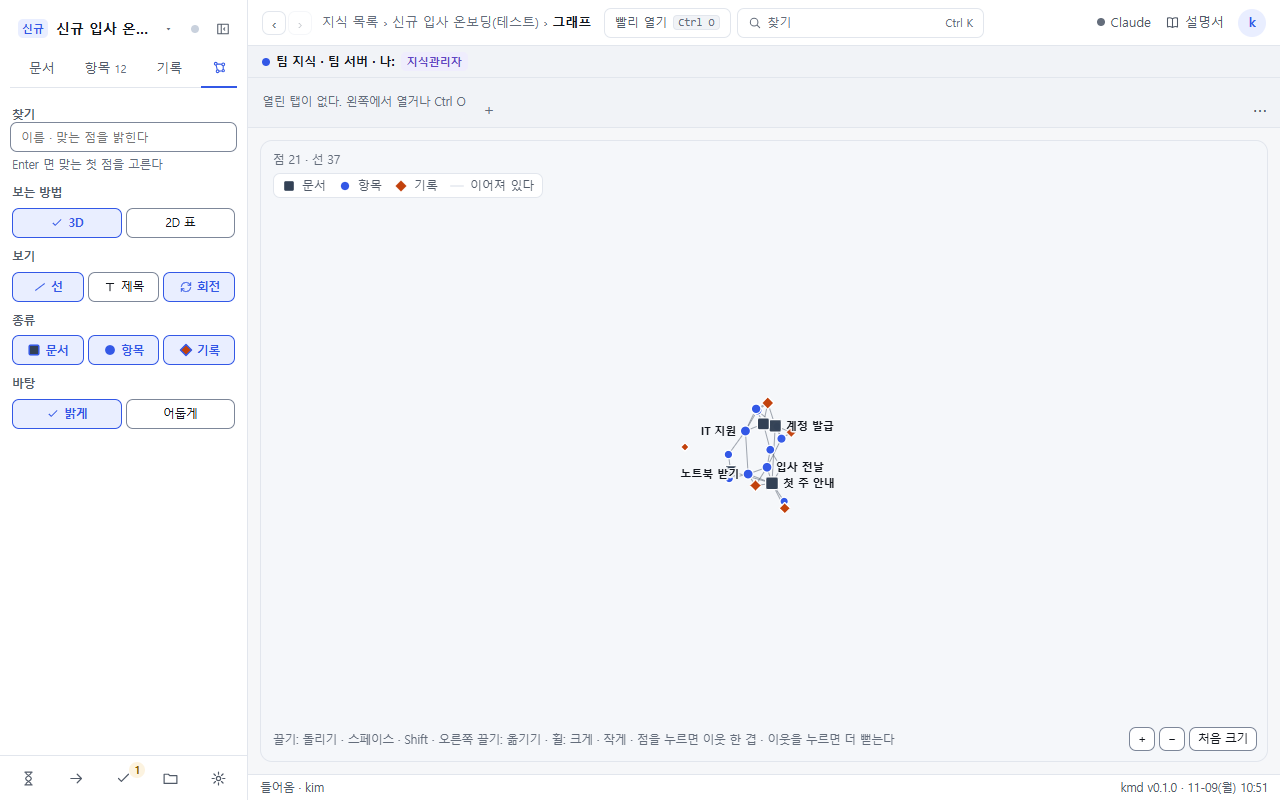 신규 신규 입사 온...
문서 항목 12 기록
찾기
이름 · 맞는 점을 밝힌다
Enter 면 맞는 첫 점을 고른다
보는 방법
3D 2D 표
보기
선 제목 회전
종류
문서 항목 기록
바탕
밝게 어둡게
1
지식 목록 › 신규 입사 온보딩(테스트) › 그래프
빨리 열기 Ctrl O
찾기 Ctrl K
Claude 설명서 k
팀 지식 · 팀 서버 · 나: 지식관리자
열린 탭이 없다. 왼쪽에서 열거나 Ctrl O
점 21 · 선 37
문서 항목 기록 이어져 있다
IT 지원
계정 발급
노트북 받기
입사 전날
첫 주 안내
끌기: 돌리기 · 스페이스 · Shift · 오른쪽 끌기: 옮기기 · 휠: 크게 · 작게 · 점을 누르면 이웃 한 겹 · 이웃을 누르면 더 뻗는다
+ − 처음 크기
들어옴 · kim
kmd v0.1.0 · 11-09(월) 10:51